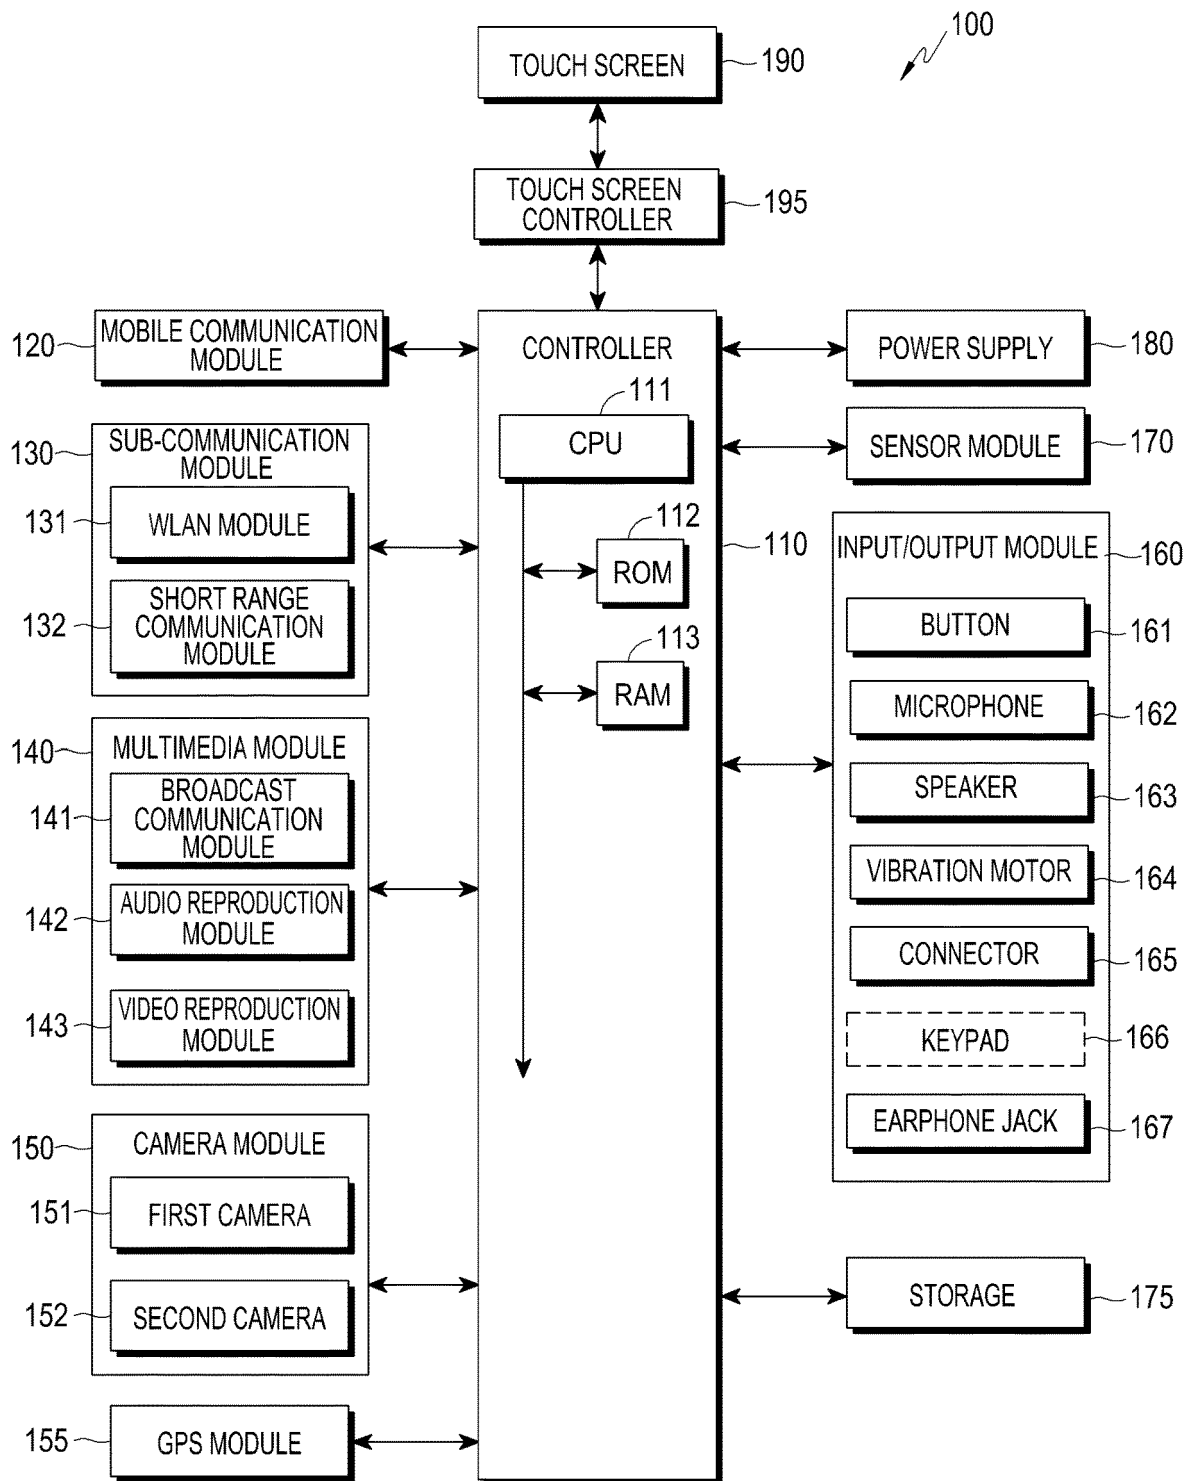 100
TOUCH SCREEN
190
TOUCH SCREEN
CONTROLLER
195
120
MOBILE COMMUNICATION
MODULE
130
SUB-COMMUNICATION
MODULE
131
WLAN MODULE
132
SHORT RANGE
COMMUNICATION
MODULE
140
MULTIMEDIA MODULE
141
BROADCAST
COMMUNICATION
MODULE
142
AUDIO REPRODUCTION
MODULE
143
VIDEO REPRODUCTION
MODULE
150
CAMERA MODULE
151
FIRST CAMERA
152
SECOND CAMERA
155
GPS MODULE
CONTROLLER
111
CPU
112
ROM
113
RAM
110
POWER SUPPLY
180
SENSOR MODULE
170
INPUT/OUTPUT MODULE
160
BUTTON
161
MICROPHONE
162
SPEAKER
163
VIBRATION MOTOR
164
CONNECTOR
165
KEYPAD
166
EARPHONE JACK
167
STORAGE
175